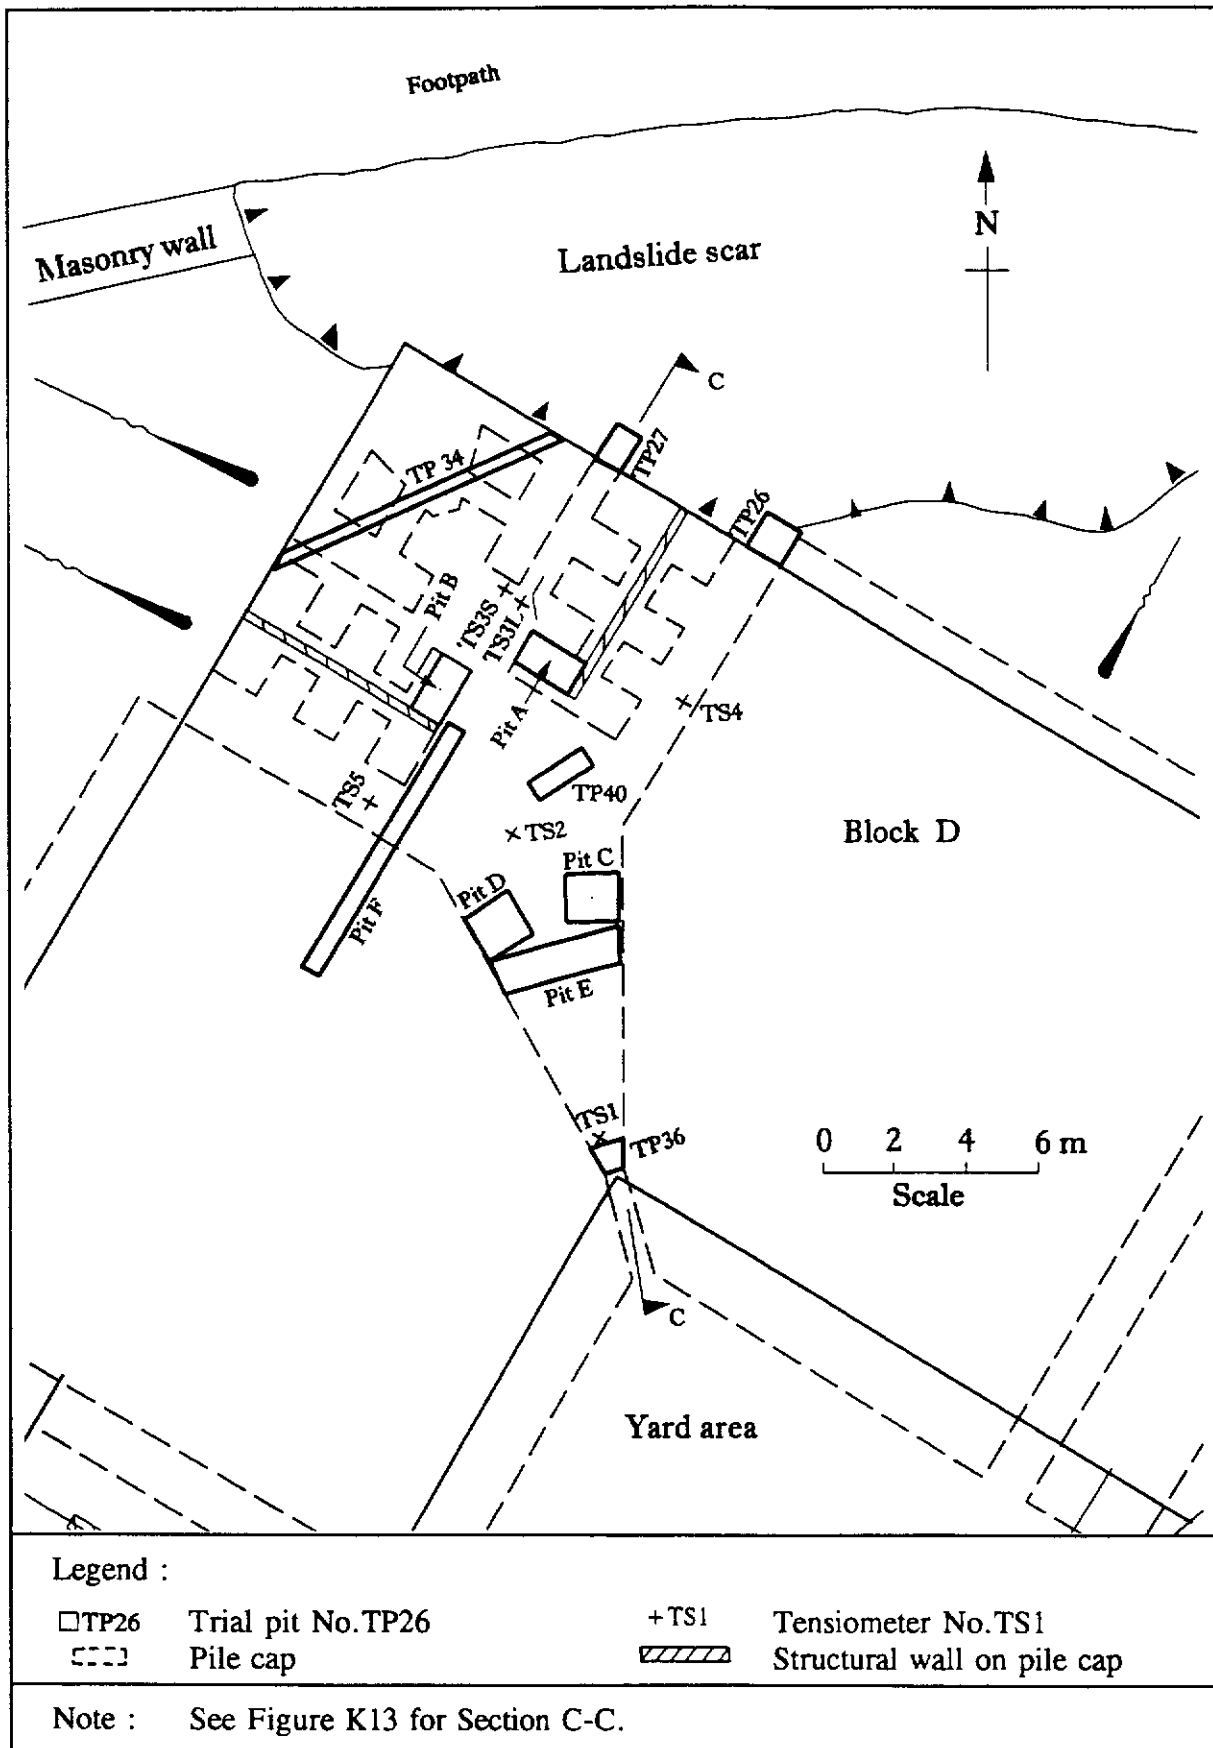 Footpath
N
Masonry wall
Landslide scar
C
TP 34
TP27
TP26
Pit B
TS3S
TS3L
Pit A
TS4
TS5
TP40
TS2
Block D
Pit C
Pit D
Pit F
Pit E
TS1
TP36
0 2 4 6 m
Scale
C
Yard area
Legend :
TP26 Trial pit No.TP26
+TS1 Tensiometer No.TS1
Pile cap
Structural wall on pile cap
Note : See Figure K13 for Section C-C.